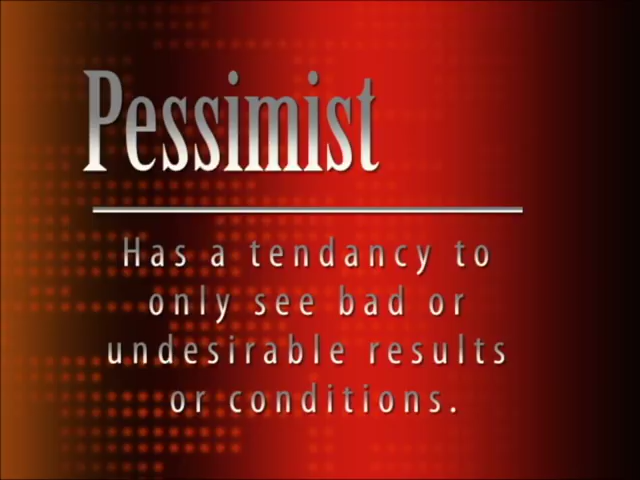 Pessimist
Has a tendancy to
only see bad or
undesirable results
or conditions.